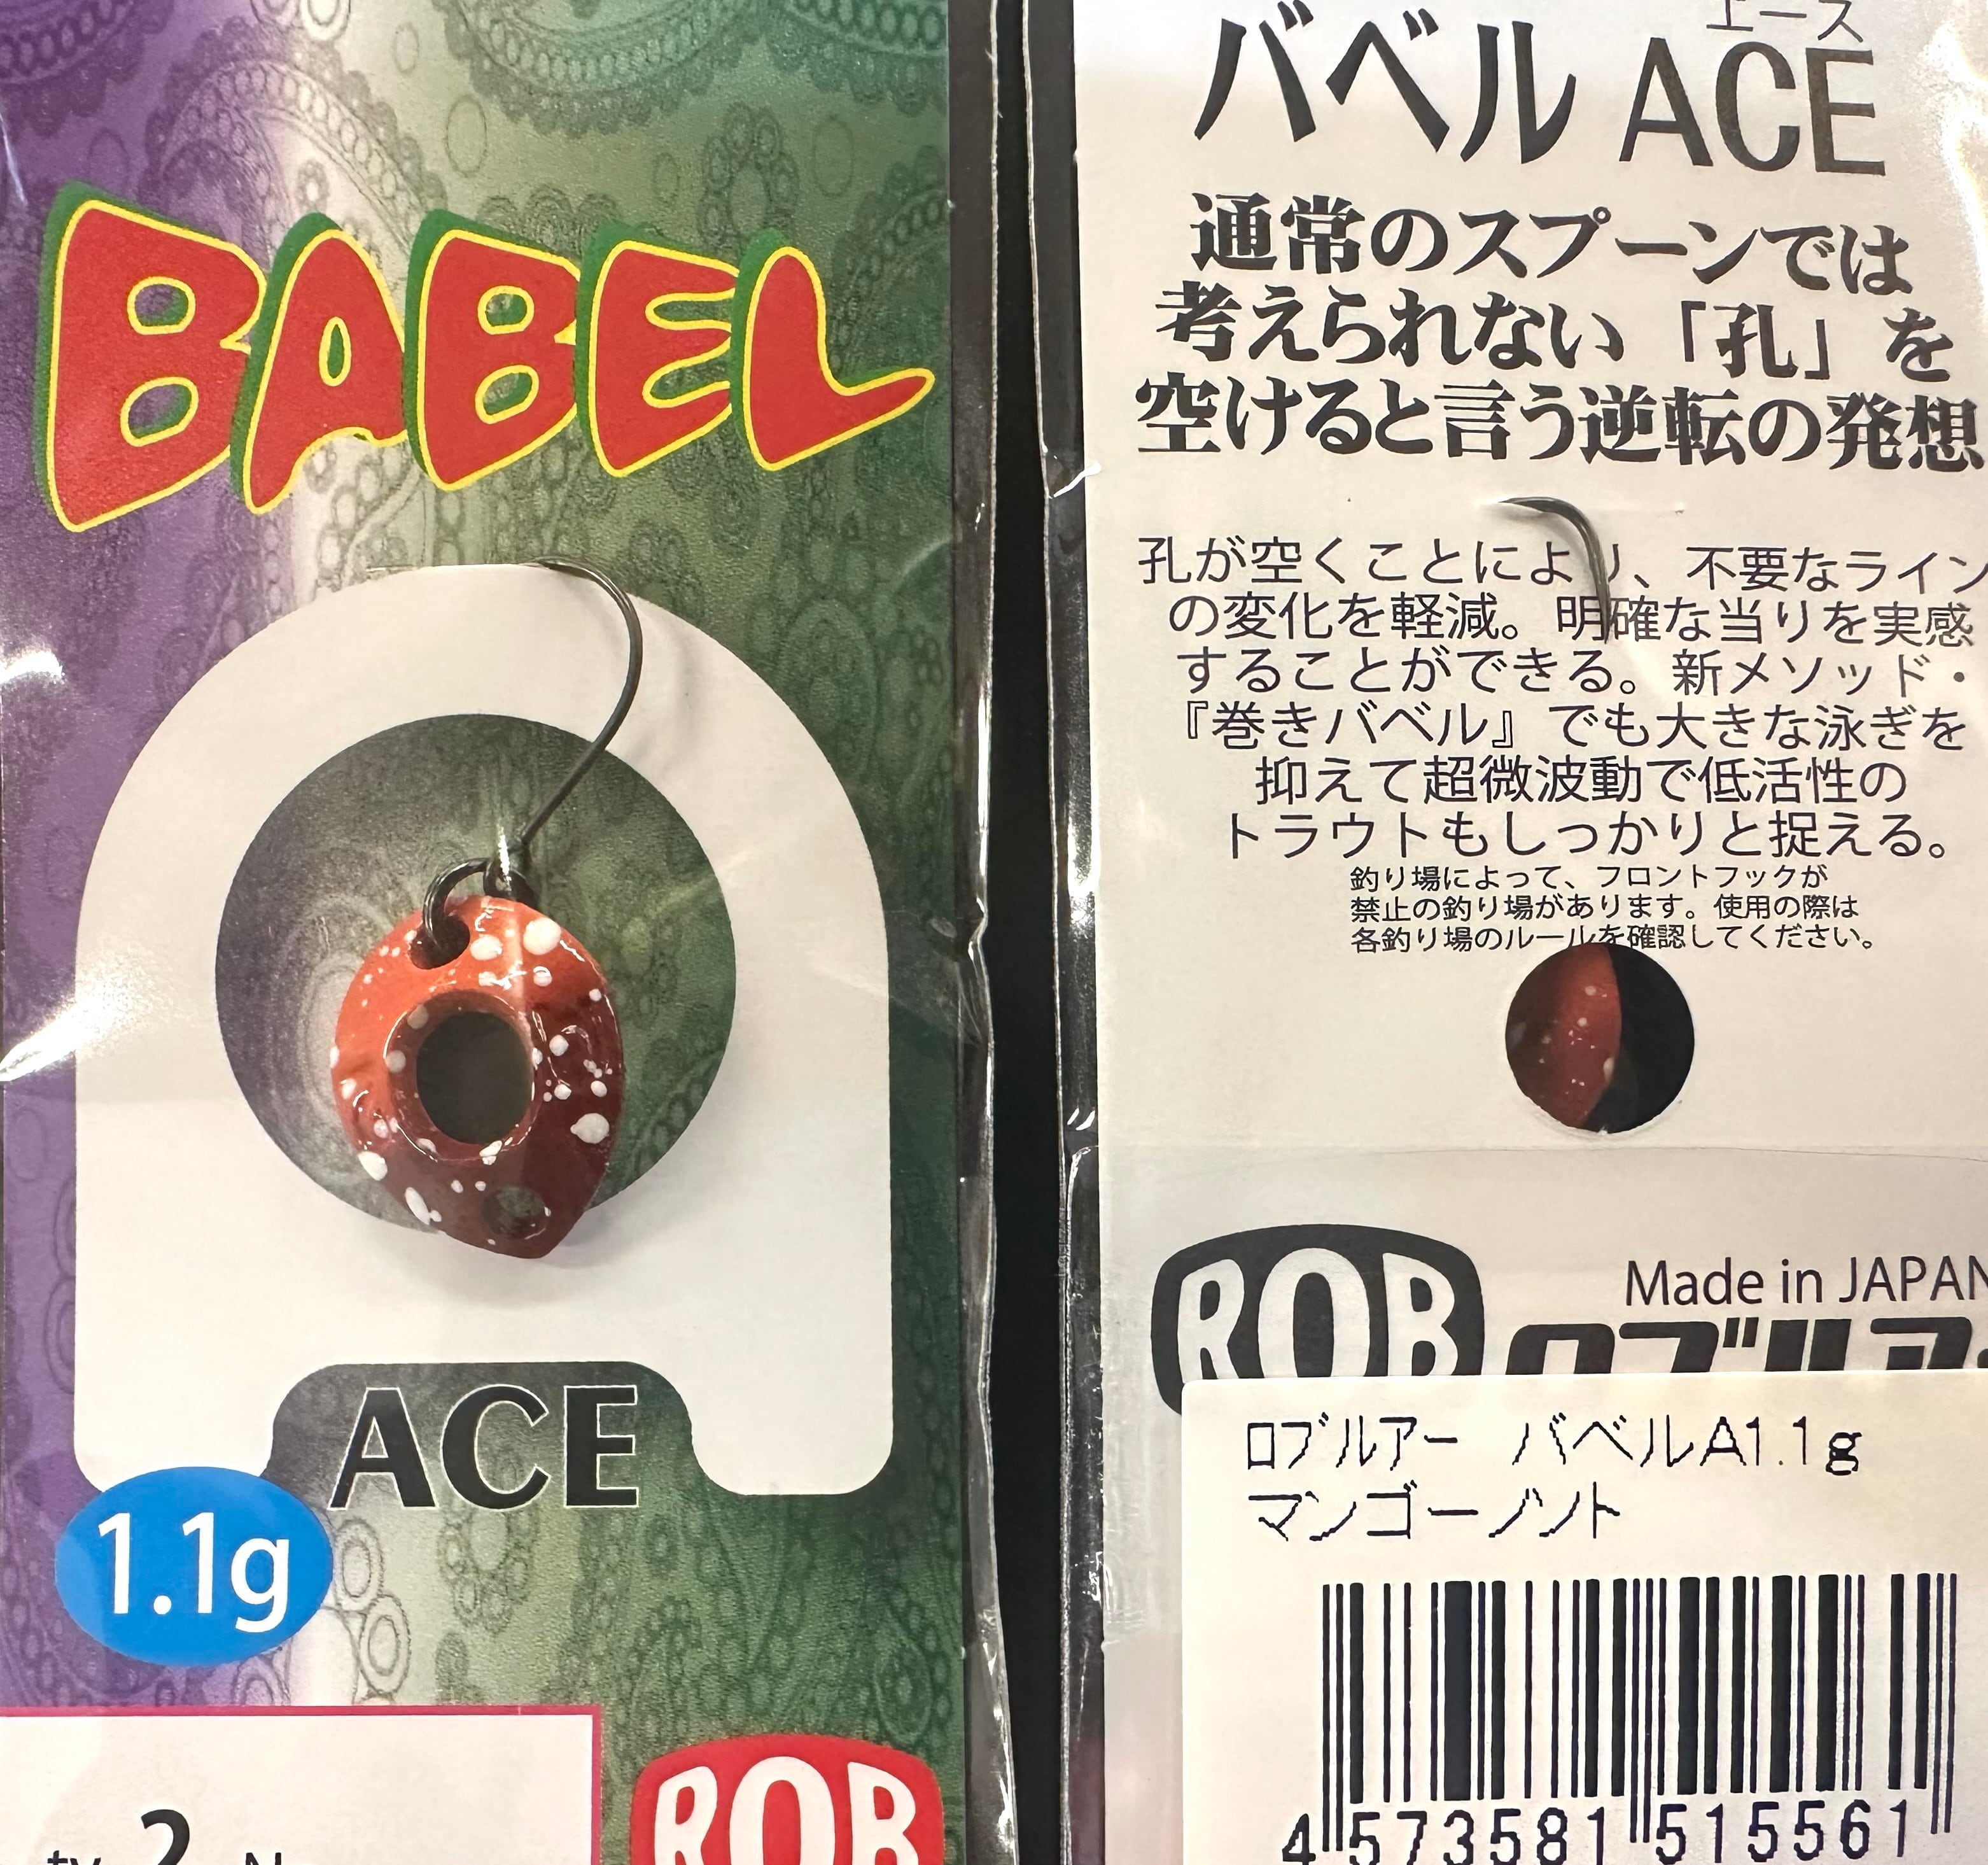 BABEL
ACE
1.1g
2
ROB
エース
バベル ACE
通常のスプーンでは
考えられない「孔」を
空けると言う逆転の発想
孔が空くことにより、不要なライン
の変化を軽減。明確な当りを実感
することができる。新メソッド・
『巻きバベル』でも大きな泳ぎを
抑えて超微波動で低活性の
トラウトもしっかりと捉える。
釣り場によって、フロントフックが
禁止の釣り場があります。使用の際は
各釣り場のルールを確認してください。
ROB
Made in JAPAN
ロブルアー
ロブルアー バベルA1.1g
マンゴーノント
4 573581 515561